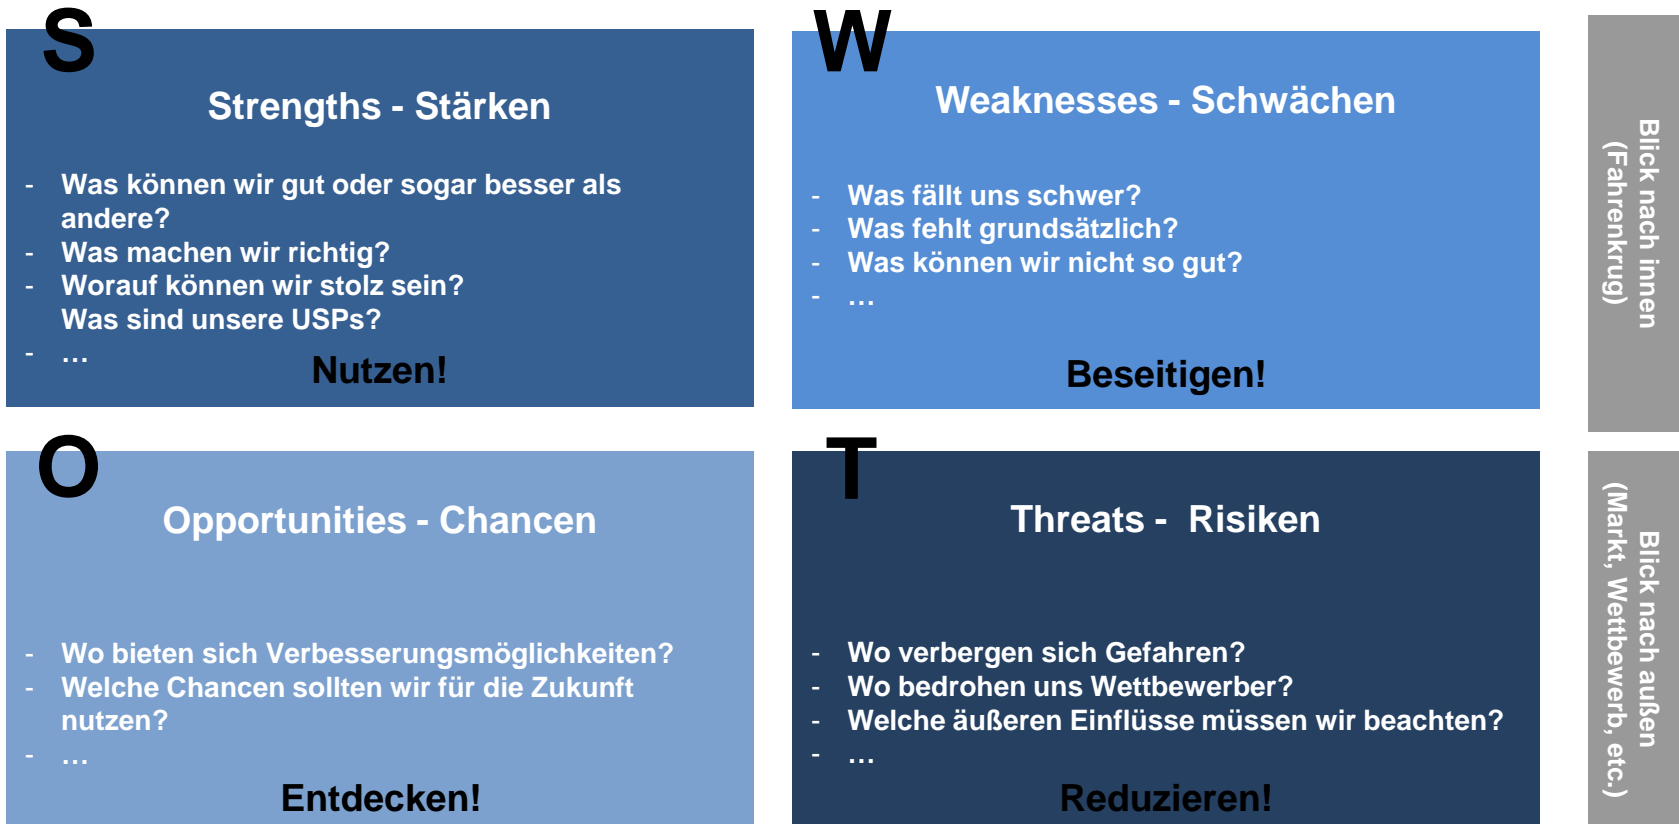 S
Strengths - Stärken
- Was können wir gut oder sogar besser als
andere?
- Was machen wir richtig?
- Worauf können wir stolz sein?
Was sind unsere USPs?
- …
Nutzen!
W
Weaknesses - Schwächen
- Was fällt uns schwer?
- Was fehlt grundsätzlich?
- Was können wir nicht so gut?
- …
Beseitigen!
Blick nach innen
(Fahrenkrug)
O
Opportunities - Chancen
- Wo bieten sich Verbesserungsmöglichkeiten?
- Welche Chancen sollten wir für die Zukunft
nutzen?
- …
Entdecken!
T
Threats -  Risiken
- Wo verbergen sich Gefahren?
- Wo bedrohen uns Wettbewerber?
- Welche äußeren Einflüsse müssen wir beachten?
- …
Reduzieren!
Blick nach außen
(Markt, Wettbewerb, etc.)